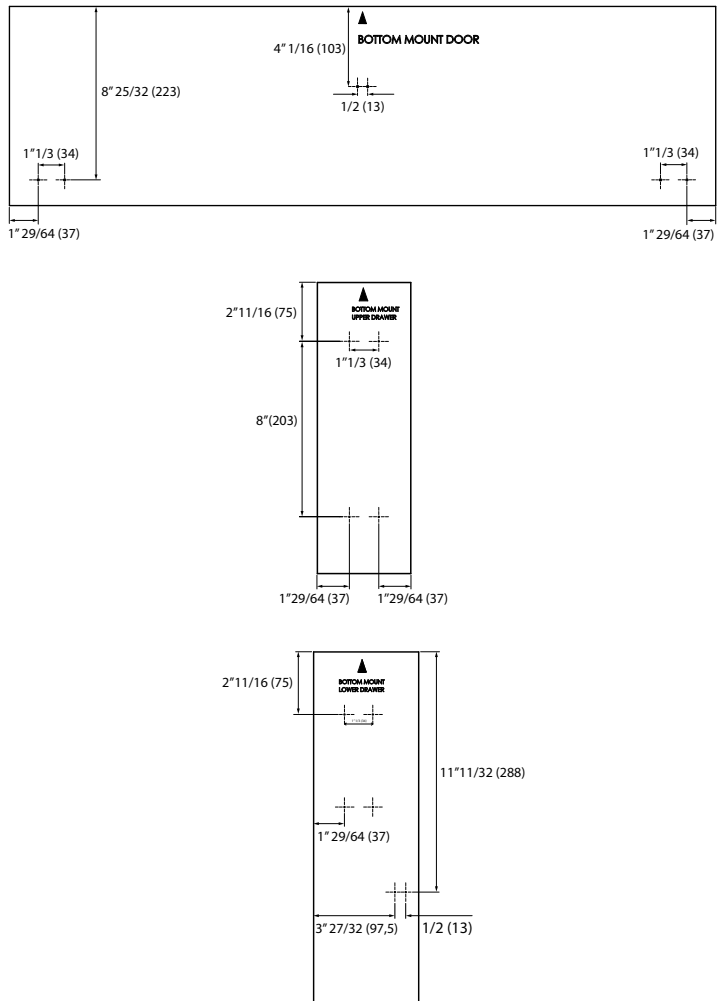 4" 1/16 (103)
BOTTOM MOUNT DOOR
8" 25/32 (223)
1/2 (13)
1"1/3 (34)
1"1/3 (34)
1" 29/64 (37)
1" 29/64 (37)
2"11/16 (75)
BOTTOM MOUNT
UPPER DRAWER
1"1/3 (34)
8"(203)
1"29/64 (37)
1"29/64 (37)
2"11/16 (75)
BOTTOM MOUNT
LOWER DRAWER
11"11/32 (288)
1" 29/64 (37)
3" 27/32 (97,5)
1/2 (13)